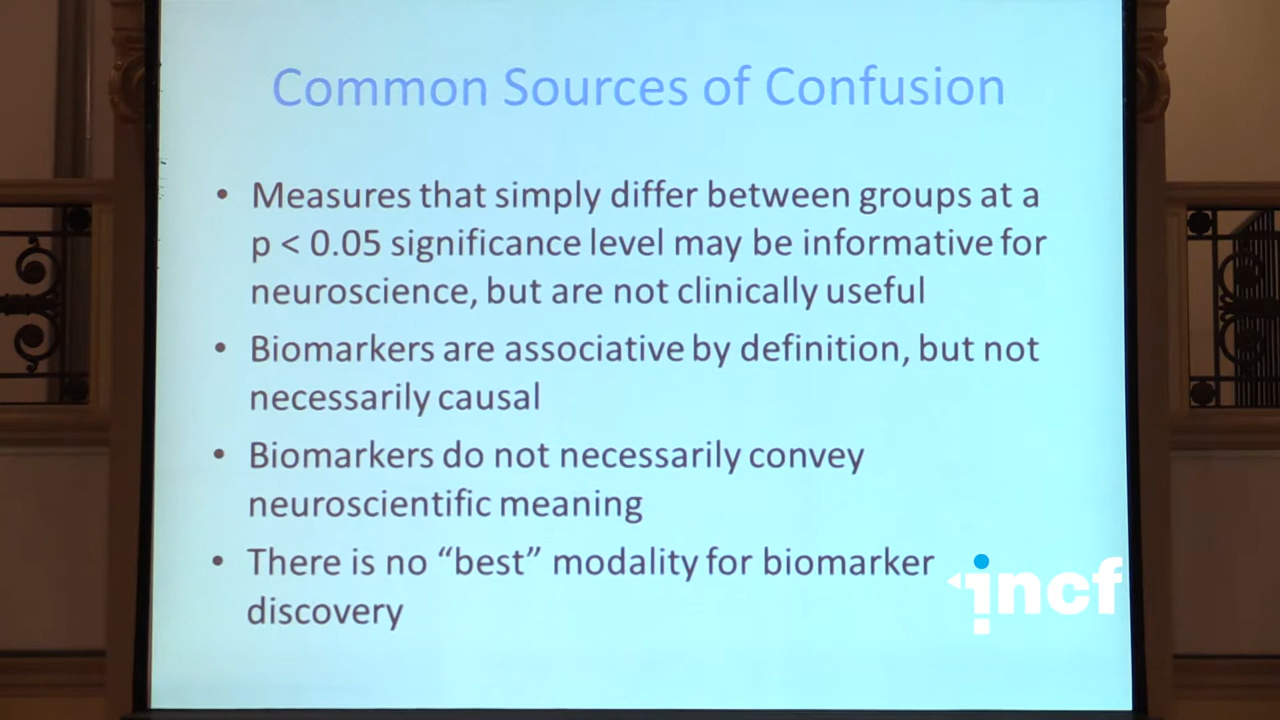 Common Sources of Confusion
• Measures that simply differ between groups at a
p < 0.05 significance level may be informative for
neuroscience, but are not clinically useful
• Biomarkers are associative by definition, but not
necessarily causal
• Biomarkers do not necessarily convey
neuroscientific meaning
• There is no “best” modality for biomarker
discovery
incf